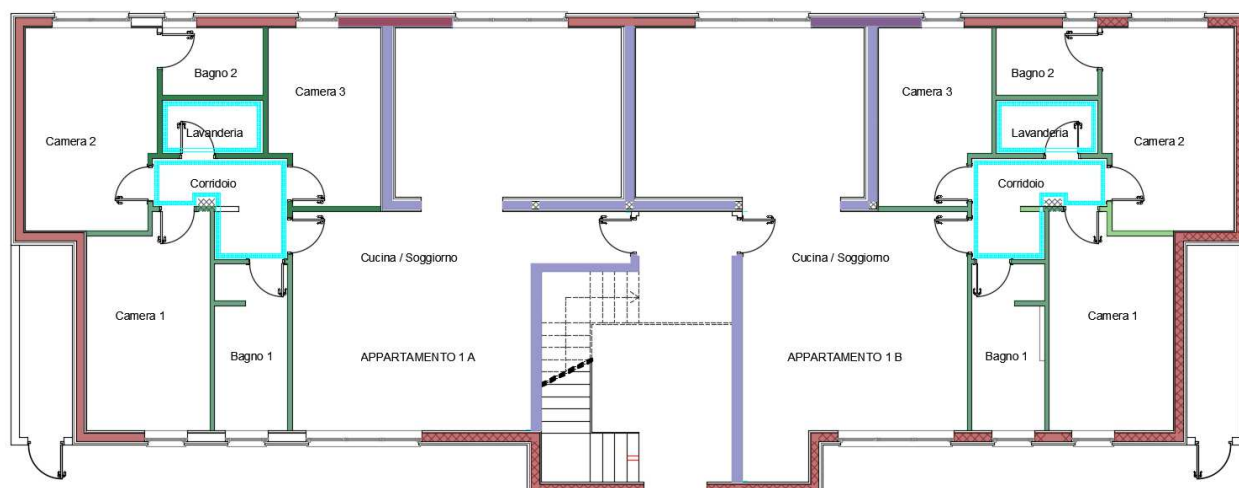 Bagno 2
Bagno 2
Camera 3
Camera 3
Lavanderia
Lavanderia
Camera 2
Camera 2
Corridoio
Corridoio
Cucina / Soggiorno
Cucina / Soggiorno
Camera 1
Camera 1
Bagno 1
APPARTAMENTO 1 A
APPARTAMENTO 1 B
Bagno 1